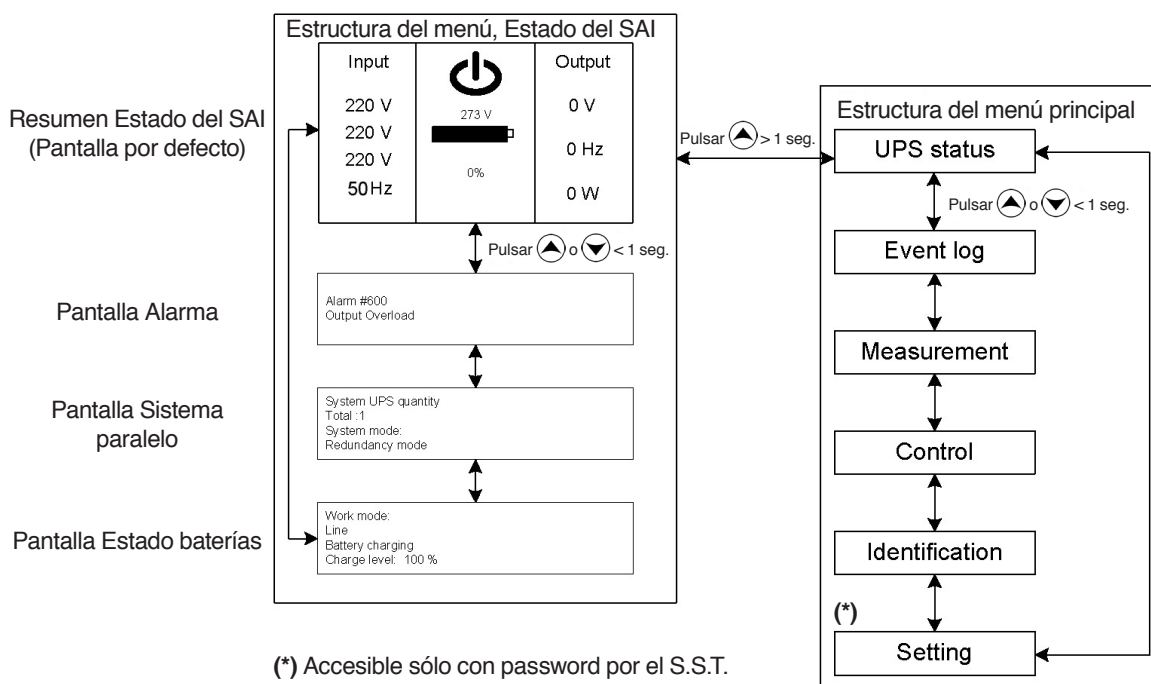 Estructura del menú, Estado del SAI
Resumen Estado del SAI
(Pantalla por defecto)
Input
220 V
220 V
220 V
50Hz
273 V
0%
Output
0 V
0 Hz
0 W
Pulsar o < 1 seg.
Pantalla Alarma
Alarm #600
Output Overload
Pantalla Sistema
paralelo
System UPS quantity
Total :1
System mode:
Redundancy mode
Pantalla Estado baterías
Work mode:
Line
Battery charging
Charge level: 100 %
Pulsar > 1 seg.
Estructura del menú principal
UPS status
Pulsar o < 1 seg.
Event log
Measurement
Control
Identification
(*)
Setting
(*) Accesible sólo con password por el S.S.T.